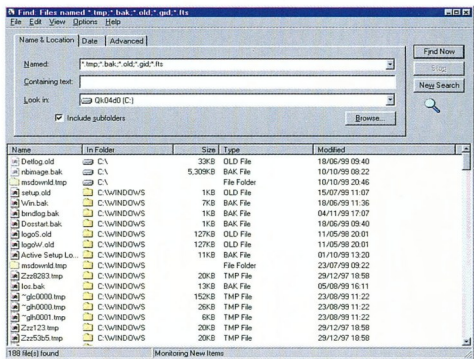 Find: Files named *.tmp,*.bak,*.old,*.gid,*.fts
File Edit View Options Help
Name & Location Date Advanced
Named: *.tmp;*.bak;*.old;*.gid;*.fts
Containing text:
Look in: Qik04d0 (C:)
Include subfolders
Browse...
Find Now
Stop
New Search
Name In Folder Size Type Modified
Detlog.old C:\ 33KB OLD File 18/06/99 09:40
nbimage.bak C:\ 5,309KB BAK File 10/10/99 08:22
msdownld.tmp C:\ File Folder 10/10/99 20:46
setup.old C:\WINDOWS 1KB OLD File 15/07/99 11:07
Win.bak C:\WINDOWS 7KB BAK File 18/06/99 11:36
brndlog.bak C:\WINDOWS 1KB BAK File 04/11/99 17:07
Dosstart.bak C:\WINDOWS 1KB BAK File 18/06/99 09:40
logoS.old C:\WINDOWS 127KB OLD File 11/05/98 20:01
logoW.old C:\WINDOWS 127KB OLD File 11/05/98 20:01
Active Setup Lo... C:\WINDOWS 11KB BAK File 01/10/99 13:20
msdownld.tmp C:\WINDOWS File Folder 23/07/99 09:22
Zzz8283.tmp C:\WINDOWS 20KB TMP File 29/12/97 18:58
Ios.bak C:\WINDOWS 13KB BAK File 05/08/99 16:11
~glc0000.tmp C:\WINDOWS 152KB TMP File 23/08/99 11:22
~glh0000.tmp C:\WINDOWS 26KB TMP File 23/08/99 11:22
~glh0001.tmp C:\WINDOWS 6KB TMP File 23/08/99 11:22
Zzz123.tmp C:\WINDOWS 20KB TMP File 29/12/97 18:58
Zzz53b5.tmp C:\WINDOWS 20KB TMP File 29/12/97 18:58
188 file(s) found Monitoring New Items